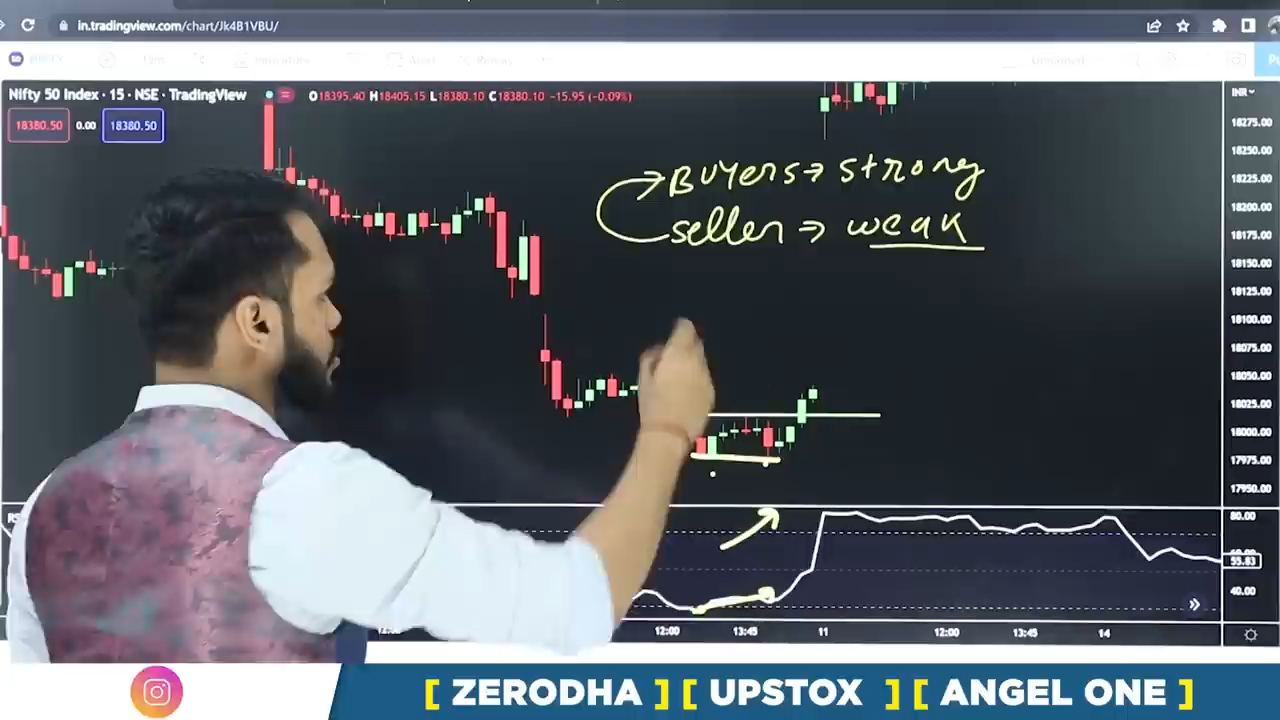 in.tradingview.com/chart/Jk4B1VBU/
Unnamed
Nifty 50 Index · 15 · NSE · TradingView
O18395.40 H18405.15 L18380.10 C18380.10 −15.95 (−0.09%)
INR
18380.50 0.00 18380.50
18275.00
18250.00
18225.00
18200.00
18175.00
18150.00
18125.00
18100.00
18075.00
18050.00
18025.00
18000.00
17975.00
17950.00
Buyers → strong
seller → weak
80.00
55.83
40.00
12:00 13:45 11 12:00 13:45 14
[ ZERODHA ] [ UPSTOX ] [ ANGEL ONE ]